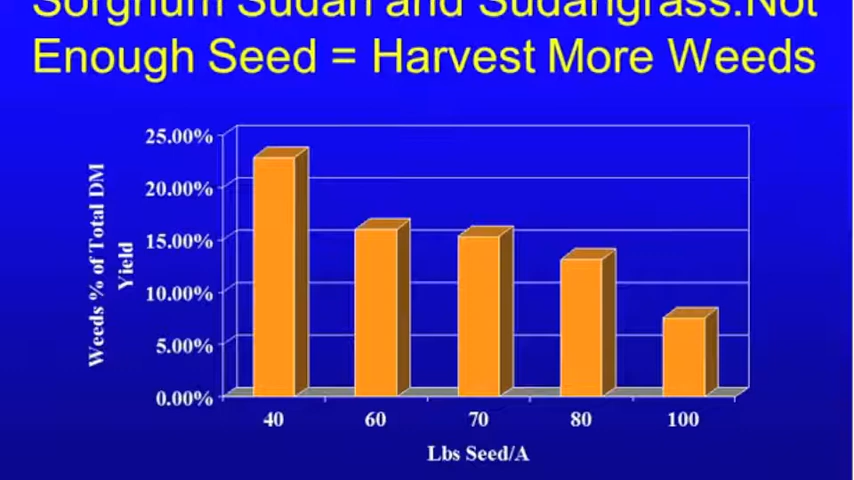 Sorghum Sudan and Sudangrass:Not
Enough Seed = Harvest More Weeds
25.00%
20.00%
15.00%
10.00%
5.00%
0.00%
Weeds % of Total DM
Yield
40 60 70 80 100
Lbs Seed/A